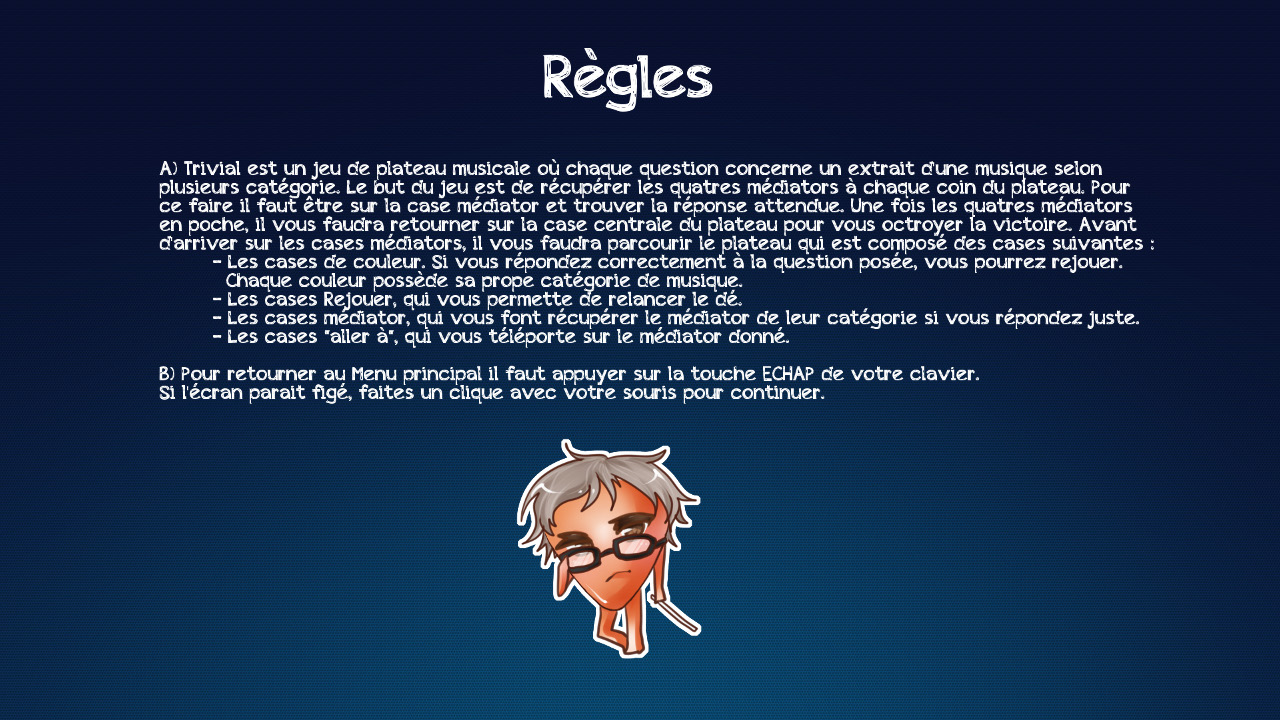 Règles
A) Trivial est un jeu de plateau musicale où chaque question concerne un extrait d'une musique selon
plusieurs catégorie. Le but du jeu est de récupérer les quatres médiators à chaque coin du plateau. Pour
ce faire il faut être sur la case médiator et trouver la réponse attendue. Une fois les quatres médiators
en poche, il vous faudra retourner sur la case centrale du plateau pour vous octroyer la victoire. Avant
d'arriver sur les cases médiators, il vous faudra parcourir le plateau qui est composé des cases suivantes :
- Les cases de couleur. Si vous répondez correctement à la question posée, vous pourrez rejouer.
Chaque couleur possède sa prope catégorie de musique.
- Les cases Rejouer, qui vous permette de relancer le dé.
- Les cases médiator, qui vous font récupérer le médiator de leur catégorie si vous répondez juste.
- Les cases "aller à", qui vous téléporte sur le médiator donné.
B) Pour retourner au Menu principal il faut appuyer sur la touche ECHAP de votre clavier.
Si l'écran parait figé, faites un clique avec votre souris pour continuer.